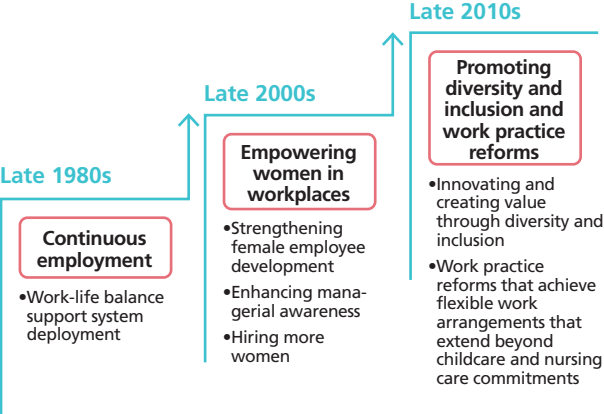 Late 1980s
Continuous
employment
•Work-life balance
support system
deployment
Late 2000s
Empowering
women in
workplaces
•Strengthening
female employee
development
•Enhancing mana-
gerial awareness
•Hiring more
women
Late 2010s
Promoting
diversity and
inclusion and
work practice
reforms
•Innovating and
creating value
through diversity and
inclusion
•Work practice
reforms that achieve
flexible work
arrangements that
extend beyond
childcare and nursing
care commitments